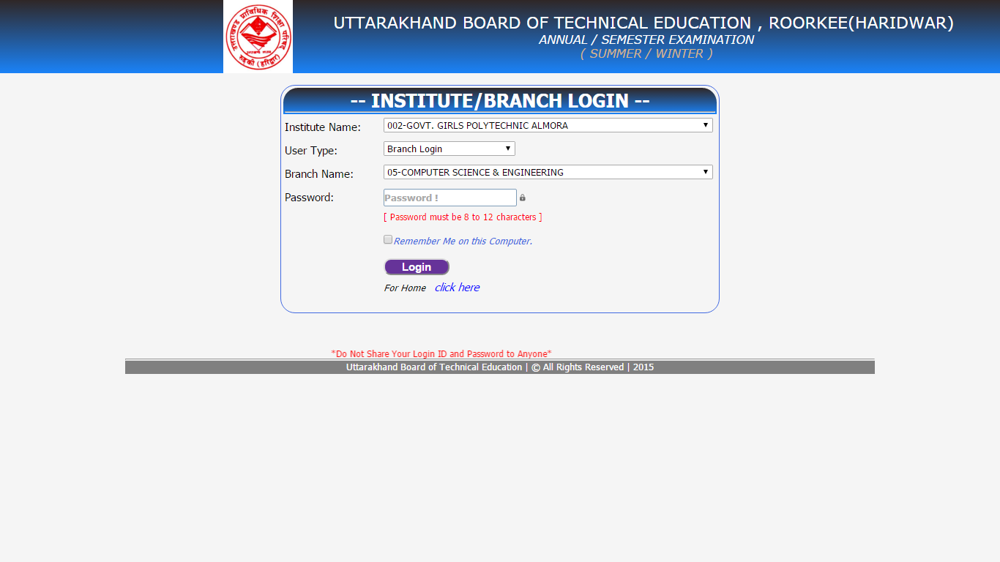 उत्तराखण्ड प्राविधिक शिक्षा परिषद्
रुड़की (हरिद्वार)
UTTARAKHAND BOARD OF TECHNICAL EDUCATION , ROORKEE(HARIDWAR)
ANNUAL / SEMESTER EXAMINATION
( SUMMER / WINTER )
-- INSTITUTE/BRANCH LOGIN --
Institute Name: 002-GOVT. GIRLS POLYTECHNIC ALMORA
User Type: Branch Login
Branch Name: 05-COMPUTER SCIENCE & ENGINEERING
Password: Password !
[ Password must be 8 to 12 characters ]
Remember Me on this Computer.
Login
For Home click here
*Do Not Share Your Login ID and Password to Anyone*
Uttarakhand Board of Technical Education | © All Rights Reserved | 2015